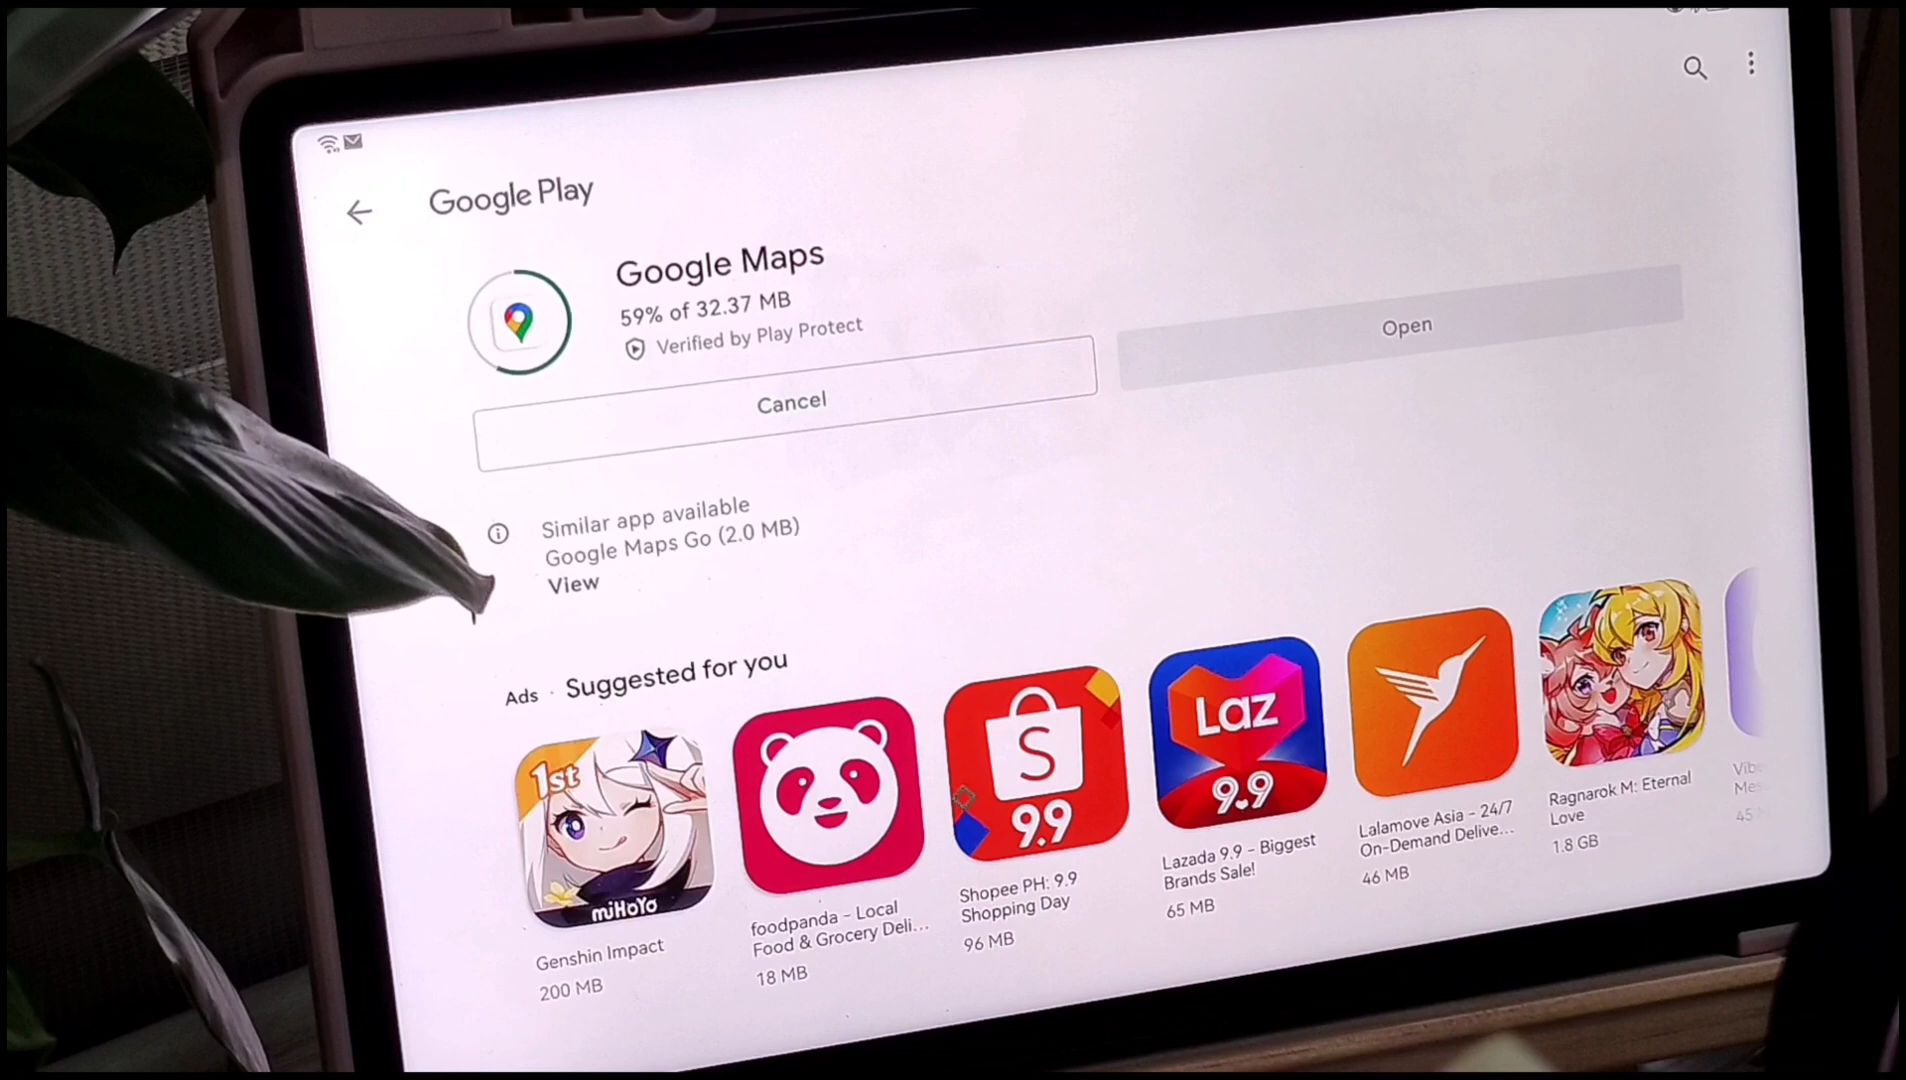 Google Play
Google Maps
59% of 32.37 MB
Verified by Play Protect
Cancel
Open
Similar app available
Google Maps Go (2.0 MB)
View
Ads · Suggested for you
1st
miHoYo
Genshin Impact
200 MB
foodpanda - Local
Food & Grocery Deli...
18 MB
S
9.9
Shopee PH: 9.9
Shopping Day
96 MB
Laz
9.9
Lazada 9.9 - Biggest
Brands Sale!
65 MB
Lalamove Asia - 24/7
On-Demand Delive...
46 MB
Ragnarok M: Eternal
Love
1.8 GB
45